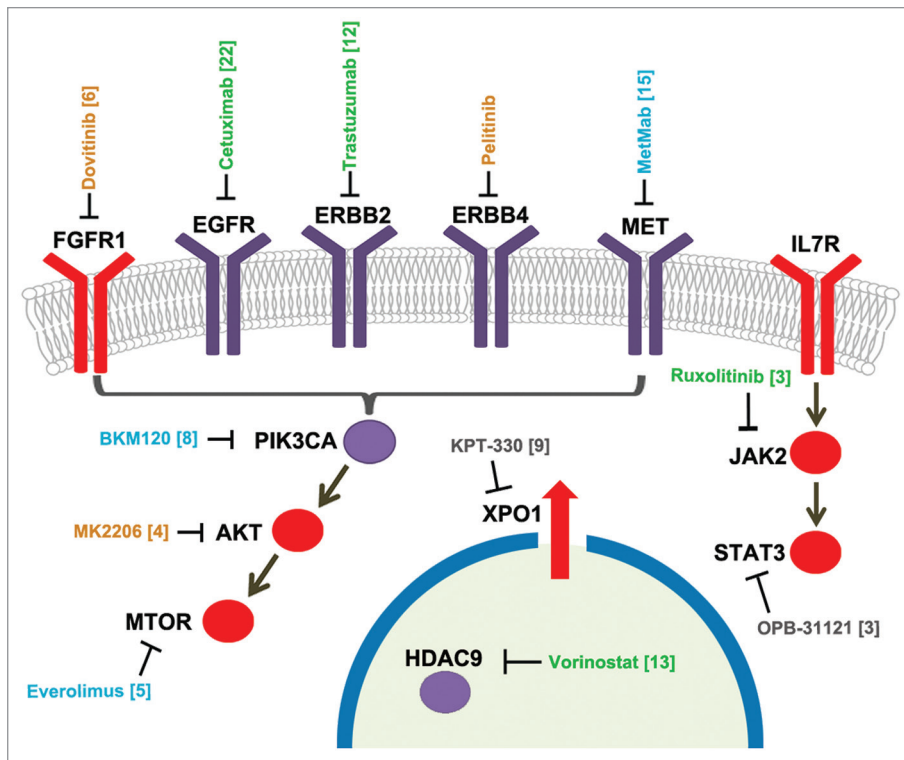 Dovitinib [6]
Cetuximab [22]
Trastuzumab [12]
Pelitinib
MetMab [15]
FGFR1
EGFR
ERBB2
ERBB4
MET
IL7R
Ruxolitinib [3]
BKM120 [8]
PIK3CA
KPT-330 [9]
JAK2
MK2206 [4]
AKT
XPO1
STAT3
MTOR
OPB-31121 [3]
HDAC9
Vorinostat [13]
Everolimus [5]